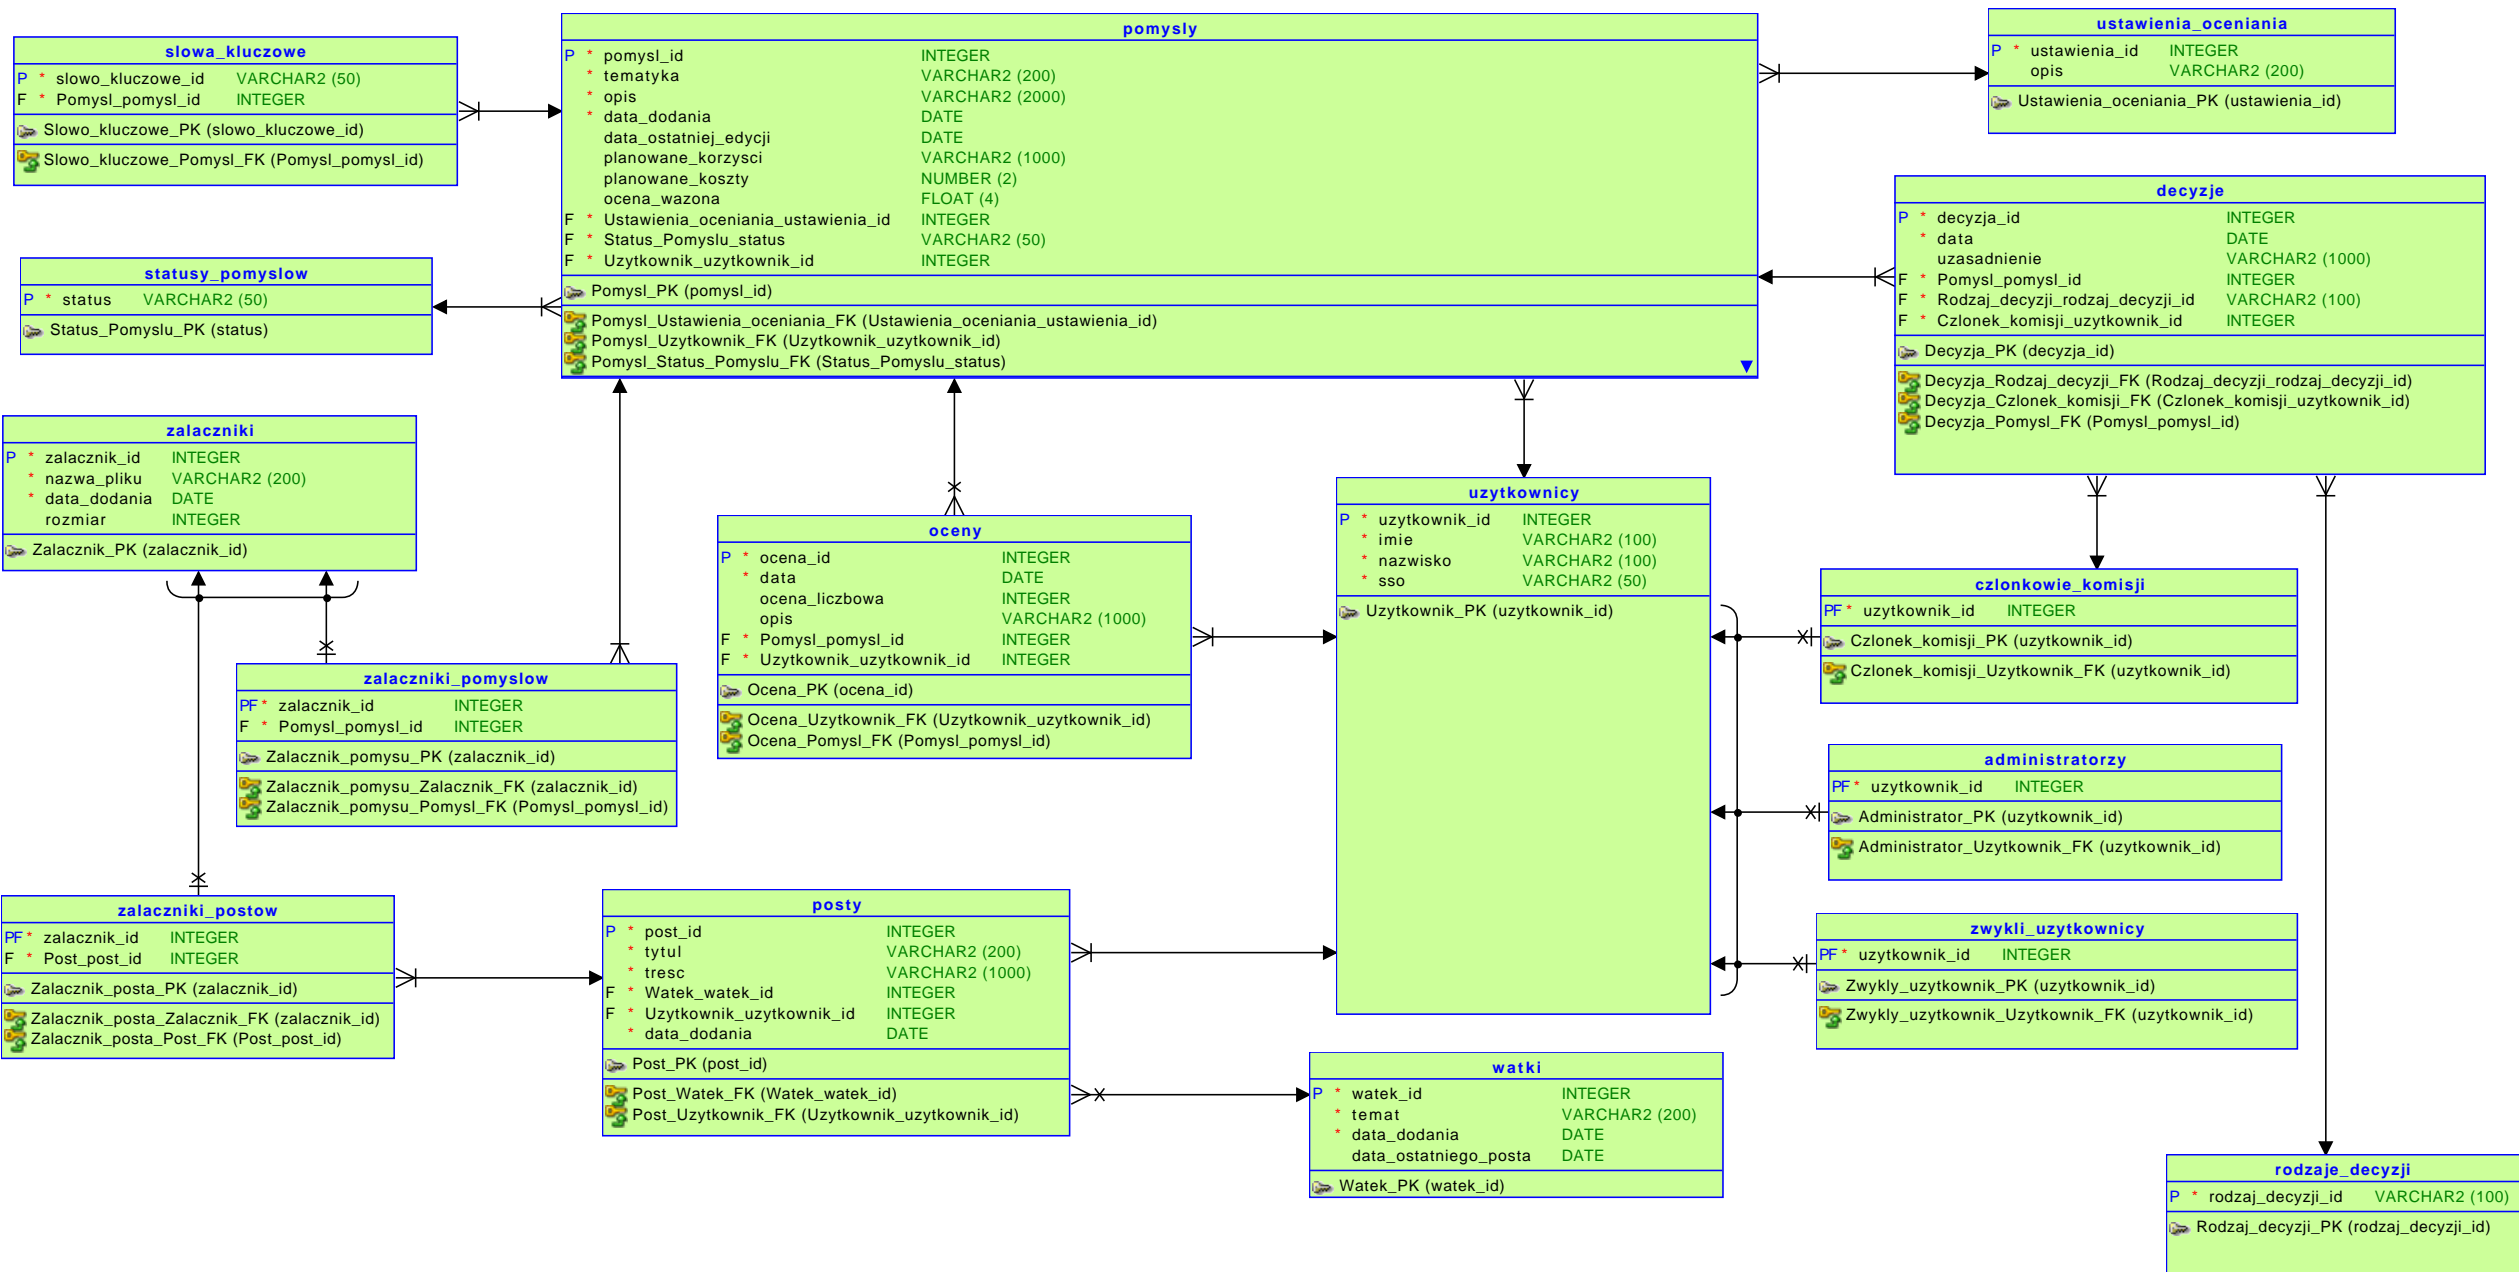 slowa_kluczowe
P * slowo_kluczowe_id VARCHAR2 (50)
F * Pomysl_pomysl_id INTEGER
Slowo_kluczowe_PK (slowo_kluczowe_id)
Slowo_kluczowe_Pomysl_FK (Pomysl_pomysl_id)
pomysly
P * pomysl_id INTEGER
* tematyka VARCHAR2 (200)
* opis VARCHAR2 (2000)
* data_dodania DATE
data_ostatniej_edycji DATE
planowane_korzysci VARCHAR2 (1000)
planowane_koszty NUMBER (2)
ocena_wazona FLOAT (4)
F * Ustawienia_oceniania_ustawienia_id INTEGER
F * Status_Pomyslu_status VARCHAR2 (50)
F * Uzytkownik_uzytkownik_id INTEGER
Pomysl_PK (pomysl_id)
Pomysl_Ustawienia_oceniania_FK (Ustawienia_oceniania_ustawienia_id)
Pomysl_Uzytkownik_FK (Uzytkownik_uzytkownik_id)
Pomysl_Status_Pomyslu_FK (Status_Pomyslu_status)
ustawienia_oceniania
P * ustawienia_id INTEGER
opis VARCHAR2 (200)
Ustawienia_oceniania_PK (ustawienia_id)
decyzje
P * decyzja_id INTEGER
* data DATE
uzasadnienie VARCHAR2 (1000)
F * Pomysl_pomysl_id INTEGER
F * Rodzaj_decyzji_rodzaj_decyzji_id VARCHAR2 (100)
F * Czlonek_komisji_uzytkownik_id INTEGER
Decyzja_PK (decyzja_id)
Decyzja_Rodzaj_decyzji_FK (Rodzaj_decyzji_rodzaj_decyzji_id)
Decyzja_Czlonek_komisji_FK (Czlonek_komisji_uzytkownik_id)
Decyzja_Pomysl_FK (Pomysl_pomysl_id)
statusy_pomyslow
P * status VARCHAR2 (50)
Status_Pomyslu_PK (status)
zalaczniki
P * zalacznik_id INTEGER
* nazwa_pliku VARCHAR2 (200)
* data_dodania DATE
rozmiar INTEGER
Zalacznik_PK (zalacznik_id)
zalaczniki_pomyslow
PF * zalacznik_id INTEGER
F * Pomysl_pomysl_id INTEGER
Zalacznik_pomysu_PK (zalacznik_id)
Zalacznik_pomysu_Zalacznik_FK (zalacznik_id)
Zalacznik_pomysu_Pomysl_FK (Pomysl_pomysl_id)
oceny
P * ocena_id INTEGER
* data DATE
ocena_liczbowa INTEGER
opis VARCHAR2 (1000)
F * Pomysl_pomysl_id INTEGER
F * Uzytkownik_uzytkownik_id INTEGER
Ocena_PK (ocena_id)
Ocena_Uzytkownik_FK (Uzytkownik_uzytkownik_id)
Ocena_Pomysl_FK (Pomysl_pomysl_id)
uzytkownicy
P * uzytkownik_id INTEGER
* imie VARCHAR2 (100)
* nazwisko VARCHAR2 (100)
* sso VARCHAR2 (50)
Uzytkownik_PK (uzytkownik_id)
czlonkowie_komisji
PF * uzytkownik_id INTEGER
Czlonek_komisji_PK (uzytkownik_id)
Czlonek_komisji_Uzytkownik_FK (uzytkownik_id)
administratorzy
PF * uzytkownik_id INTEGER
Administrator_PK (uzytkownik_id)
Administrator_Uzytkownik_FK (uzytkownik_id)
zwykli_uzytkownicy
PF * uzytkownik_id INTEGER
Zwykly_uzytkownik_PK (uzytkownik_id)
Zwykly_uzytkownik_Uzytkownik_FK (uzytkownik_id)
zalaczniki_postow
PF * zalacznik_id INTEGER
F * Post_post_id INTEGER
Zalacznik_posta_PK (zalacznik_id)
Zalacznik_posta_Zalacznik_FK (zalacznik_id)
Zalacznik_posta_Post_FK (Post_post_id)
posty
P * post_id INTEGER
* tytul VARCHAR2 (200)
* tresc VARCHAR2 (1000)
F * Watek_watek_id INTEGER
F * Uzytkownik_uzytkownik_id INTEGER
* data_dodania DATE
Post_PK (post_id)
Post_Watek_FK (Watek_watek_id)
Post_Uzytkownik_FK (Uzytkownik_uzytkownik_id)
watki
P * watek_id INTEGER
* temat VARCHAR2 (200)
* data_dodania DATE
data_ostatniego_posta DATE
Watek_PK (watek_id)
rodzaje_decyzji
P * rodzaj_decyzji_id VARCHAR2 (100)
Rodzaj_decyzji_PK (rodzaj_decyzji_id)